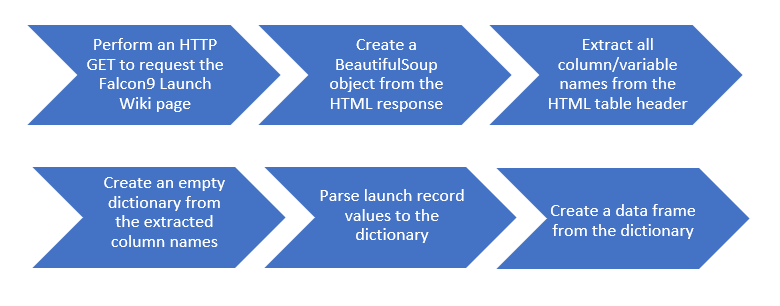 Perform an HTTP
GET to request the
Falcon9 Launch
Wiki page
Create a
BeautifulSoup
object from the
HTML response
Extract all
column/variable
names from the
HTML table header
Create an empty
dictionary from
the extracted
column names
Parse launch record
values to the
dictionary
Create a data frame
from the dictionary